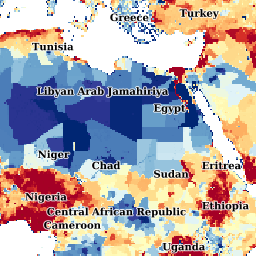 Greece
Turkey
Tunisia
Libyan Arab Jamahiriya
Egypt
Niger
Chad
Sudan
Eritrea
Nigeria
Central African Republic
Ethiopia
Cameroon
Uganda